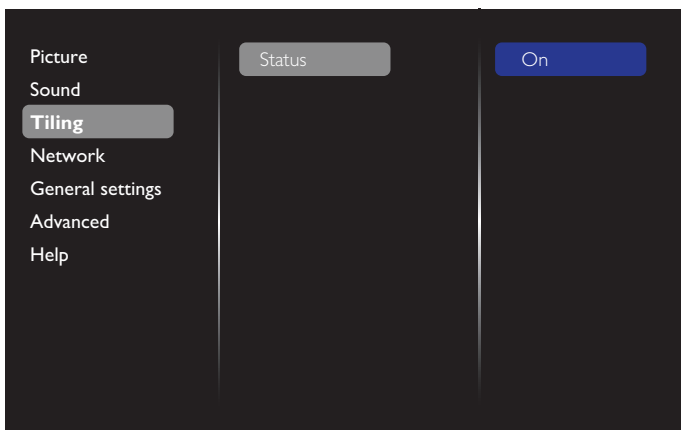 Picture
Sound
Tiling
Network
General settings
Advanced
Help
Status
On